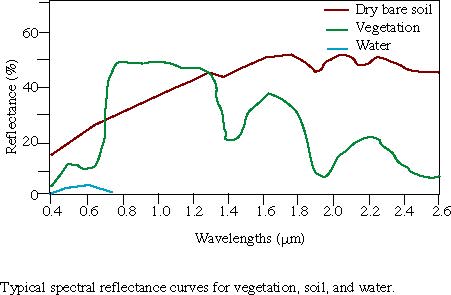 60
40
20
0
Reflectance (%)
Dry bare soil
Vegetation
Water
0.4 0.6 0.8 1.0 1.2 1.4 1.6 1.8 2.0 2.2 2.4 2.6
Wavelengths (μm)
Typical spectral reflectance curves for vegetation, soil, and water.